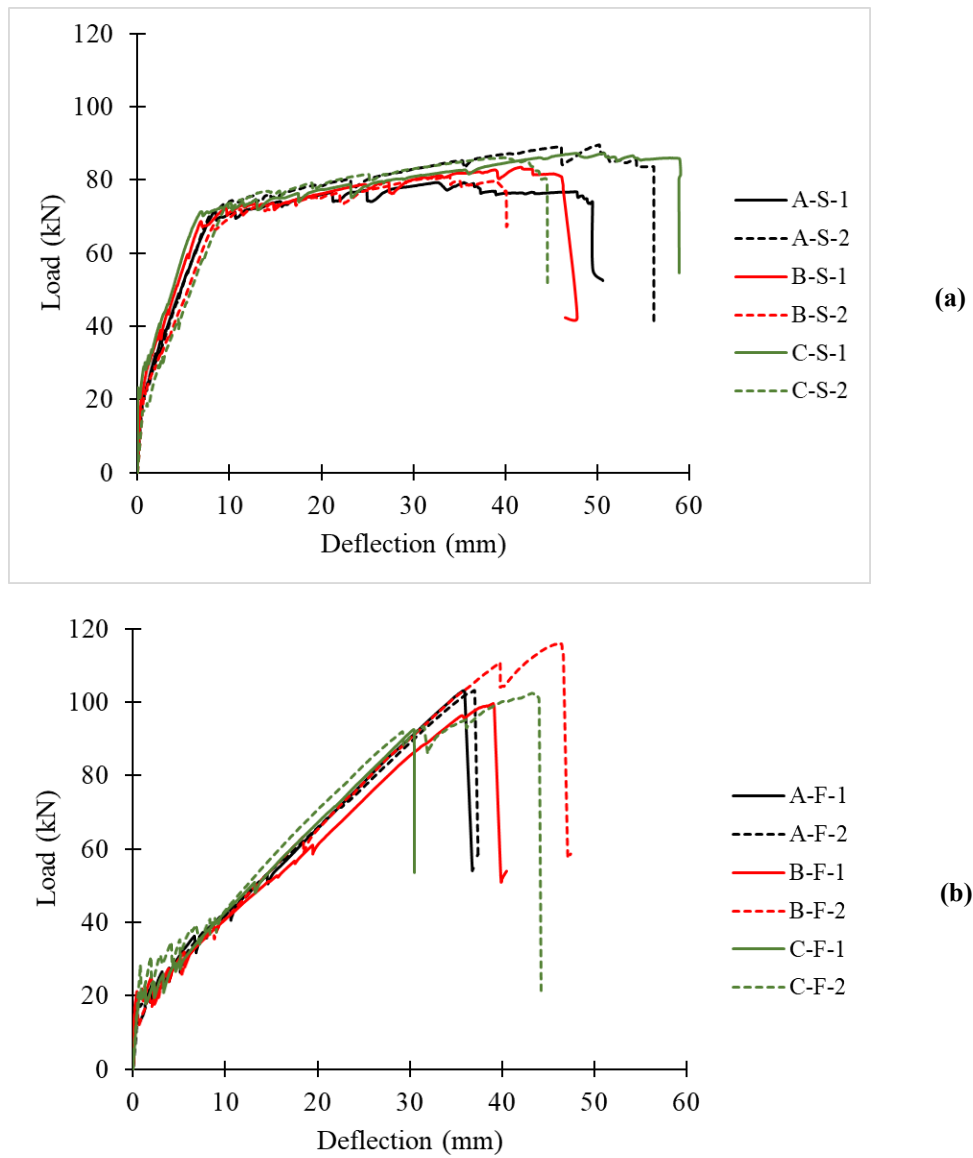 120
100
80
60
40
20
0
Load (kN)
0 10 20 30 40 50 60
Deflection (mm)
A-S-1
A-S-2
B-S-1
B-S-2
C-S-1
C-S-2
(a)
120
100
80
60
40
20
0
Load (kN)
0 10 20 30 40 50 60
Deflection (mm)
A-F-1
A-F-2
B-F-1
B-F-2
C-F-1
C-F-2
(b)